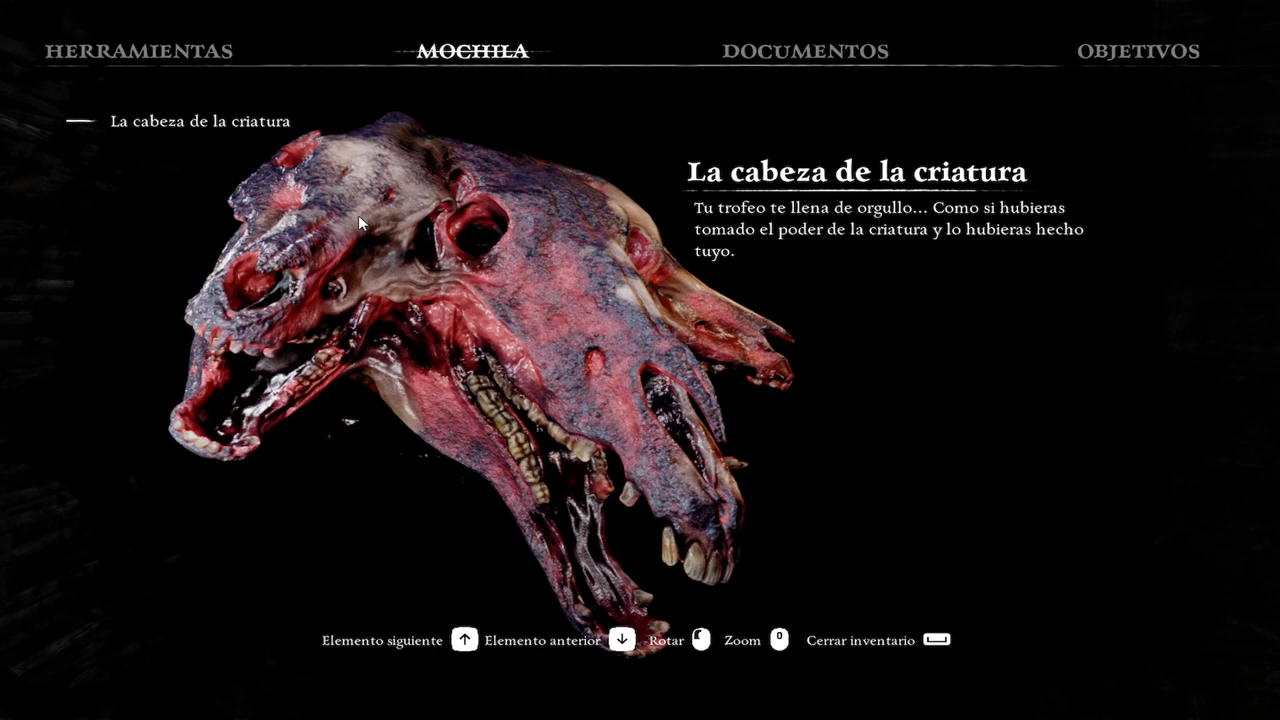 HERRAMIENTAS MOCHILA DOCUMENTOS OBJETIVOS
La cabeza de la criatura
La cabeza de la criatura
Tu trofeo te llena de orgullo... Como si hubieras
tomado el poder de la criatura y lo hubieras hecho
tuyo.
Elemento siguiente ↑ Elemento anterior ↓ Rotar Zoom 0 Cerrar inventario